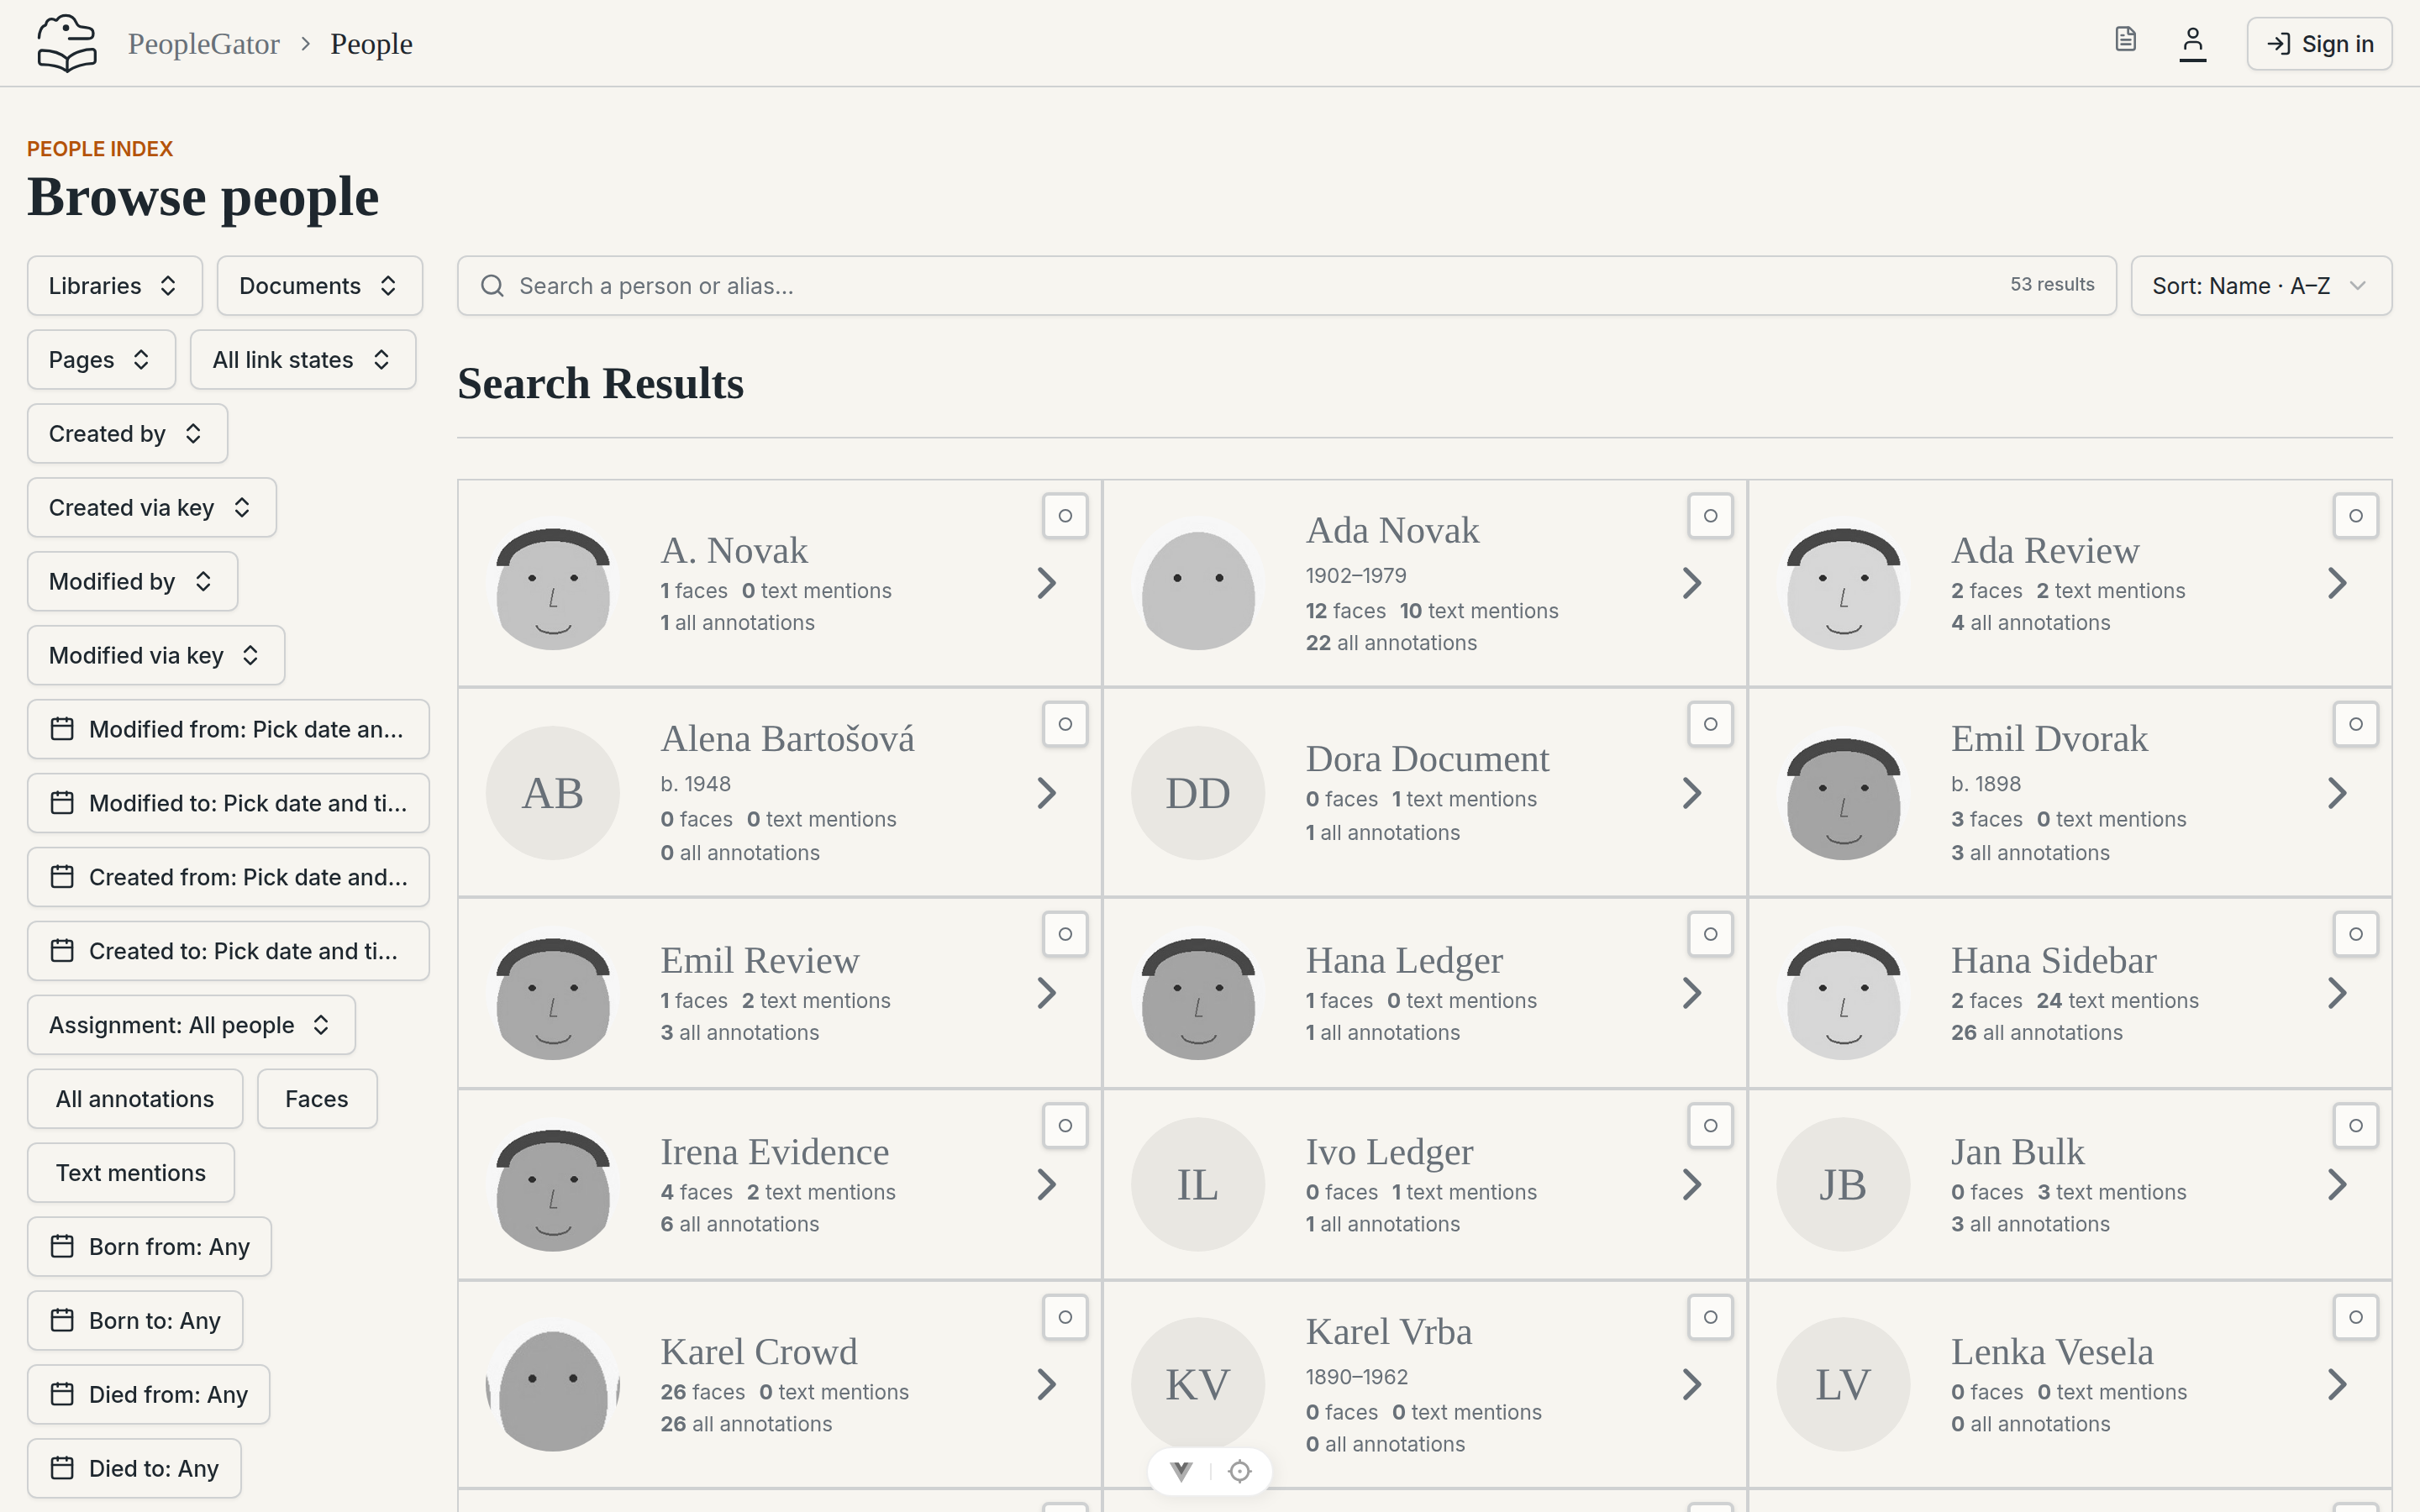 PeopleGator > People
Sign in
PEOPLE INDEX
Browse people
Libraries
Documents
Pages
All link states
Created by
Created via key
Modified by
Modified via key
Modified from: Pick date an...
Modified to: Pick date and ti...
Created from: Pick date and...
Created to: Pick date and ti...
Assignment: All people
All annotations
Faces
Text mentions
Born from: Any
Born to: Any
Died from: Any
Died to: Any
Search a person or alias...
53 results
Sort: Name · A–Z
Search Results
A. Novak
1 faces 0 text mentions
1 all annotations
Ada Novak
1902–1979
12 faces 10 text mentions
22 all annotations
Ada Review
2 faces 2 text mentions
4 all annotations
AB
Alena Bartošová
b. 1948
0 faces 0 text mentions
0 all annotations
DD
Dora Document
0 faces 1 text mentions
1 all annotations
Emil Dvorak
b. 1898
3 faces 0 text mentions
3 all annotations
Emil Review
1 faces 2 text mentions
3 all annotations
Hana Ledger
1 faces 0 text mentions
1 all annotations
Hana Sidebar
2 faces 24 text mentions
26 all annotations
Irena Evidence
4 faces 2 text mentions
6 all annotations
IL
Ivo Ledger
0 faces 1 text mentions
1 all annotations
JB
Jan Bulk
0 faces 3 text mentions
3 all annotations
Karel Crowd
26 faces 0 text mentions
26 all annotations
KV
Karel Vrba
1890–1962
0 faces 0 text mentions
0 all annotations
LV
Lenka Vesela
0 faces 0 text mentions
0 all annotations